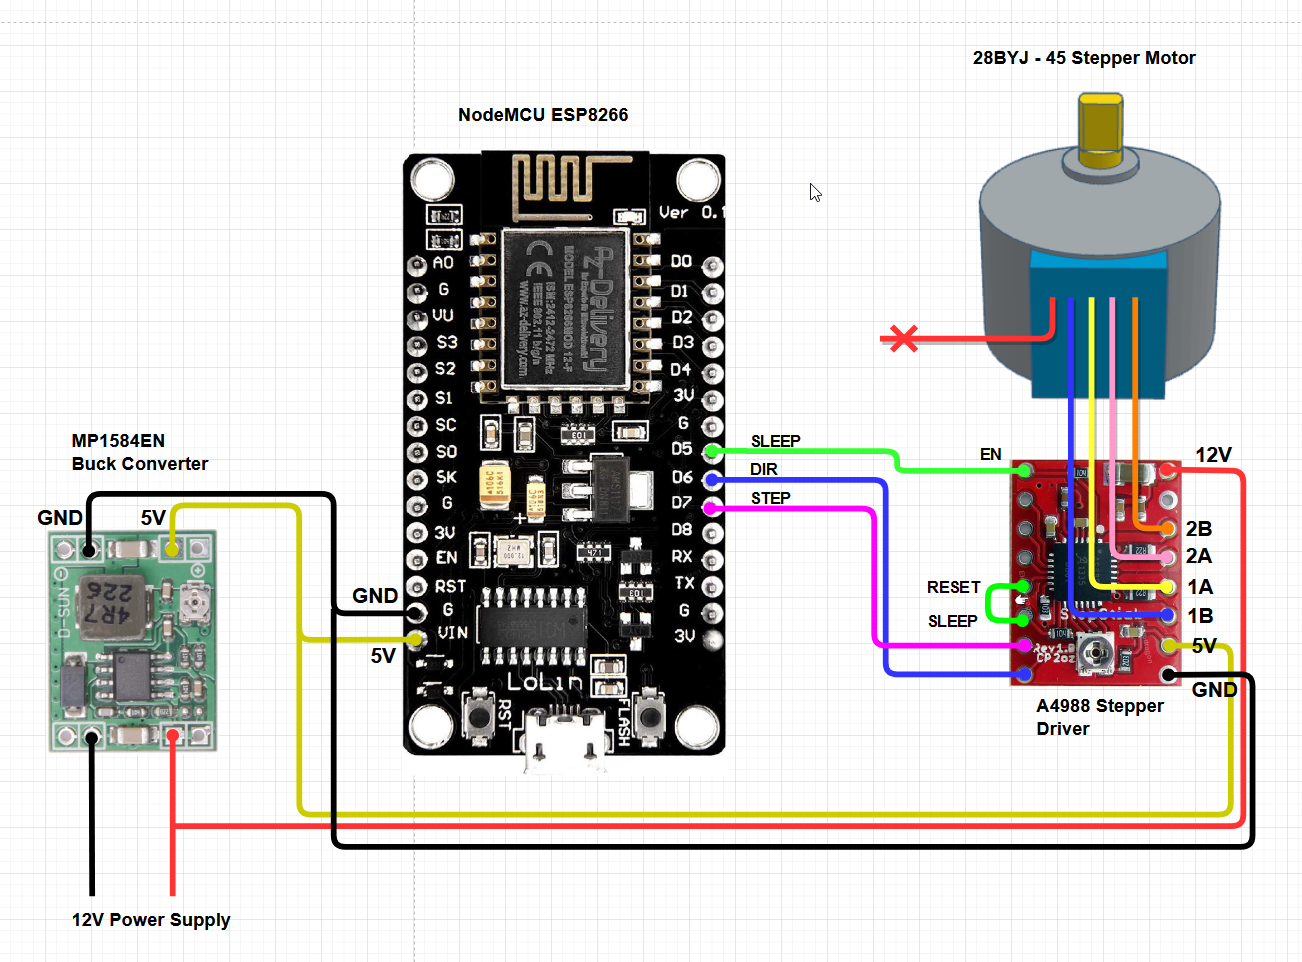 28BYJ - 45 Stepper Motor
NodeMCU ESP8266
Ver 0.1
AZ-Delivery
MODEL ESP8266MOD 12-F
ISM:2412-2472 MHz
IEEE 802.11 b/g/n
www.az-delivery.com
A0
G
VU
S3
S2
S1
SC
S0
SK
G
3V
EN
RST
G
VIN
D0
D1
D2
D3
D4
3V
G
D5
D6
D7
D8
RX
TX
G
3V
LoLin
RST
FLASH
SLEEP
DIR
STEP
MP1584EN
Buck Converter
GND
5V
4R7
226
D-SUN
GND
5V
12V Power Supply
EN
RESET
SLEEP
12V
2B
2A
1A
1B
5V
GND
A4988 Stepper
Driver